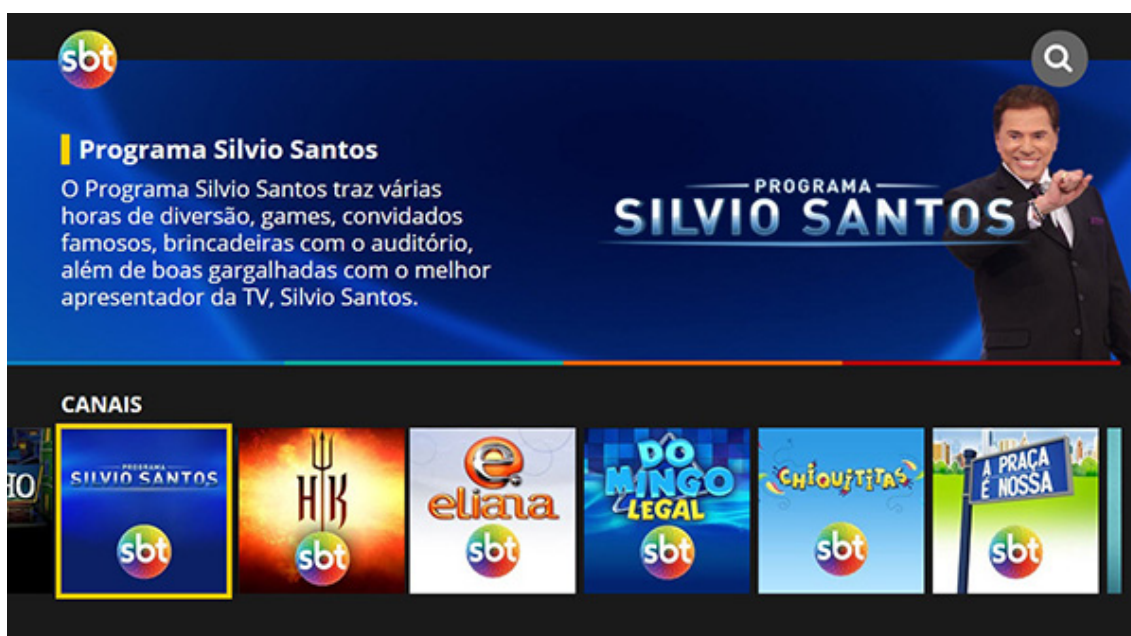 sbt
Programa Silvio Santos
O Programa Silvio Santos traz várias
horas de diversão, games, convidados
famosos, brincadeiras com o auditório,
além de boas gargalhadas com o melhor
apresentador da TV, Silvio Santos.
PROGRAMA
SILVIO SANTOS
CANAIS
HO
PROGRAMA
SILVIO SANTOS
sbt
HK
sbt
e
eliana
sbt
DO
MINGO
LEGAL
sbt
CHIQUITITAS
sbt
A PRAÇA
É NOSSA
sbt